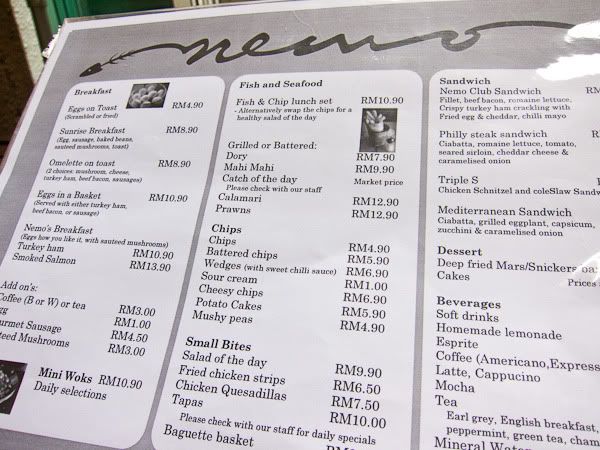 nemo
Breakfast
Eggs on Toast RM4.90
(Scrambled or fried)
Sunrise Breakfast RM8.90
(Egg, sausage, baked beans,
sauteed mushrooms, toast)
Omelette on toast RM8.90
(2 choices: mushroom, cheese,
turkey ham, beef bacon, sausages)
Eggs in a Basket RM10.90
(Served with either turkey ham,
beef bacon, or sausage)
Nemo's Breakfast
(Eggs how you like it, with sauteed mushrooms)
Turkey ham RM10.90
Smoked Salmon RM13.90
Add on's:
Coffee (B or W) or tea RM3.00
RM1.00
Sausage RM4.50
Mushrooms RM3.00
Mini Woks RM10.90
Daily selections
Fish and Seafood
Fish & Chip lunch set RM10.90
- Alternatively swap the chips for a
healthy salad of the day
Grilled or Battered:
Dory RM7.90
Mahi Mahi RM9.90
Catch of the day Market price
Please check with our staff
Calamari RM12.90
Prawns RM12.90
Chips
Chips RM4.90
Battered chips RM5.90
Wedges (with sweet chilli sauce) RM6.90
Sour cream RM1.00
Cheesy chips RM6.90
Potato Cakes RM5.90
Mushy peas RM4.90
Small Bites
Salad of the day RM9.90
Fried chicken strips RM6.50
Chicken Quesadillas RM7.50
Tapas RM10.00
Please check with our staff for daily specials
Baguette basket
Sandwich
Nemo Club Sandwich
Fillet, beef bacon, romaine lettuce,
Crispy turkey ham crackling with
Fried egg & cheddar, chilli mayo
Philly steak sandwich
Ciabatta, romaine lettuce, tomato,
seared sirloin, cheddar cheese &
caramelised onion
Triple S
Chicken Schnitzel and coleSlaw Sandw
Mediterranean Sandwich
Ciabatta, grilled eggplant, capsicum,
zucchini & caramelised onion
Dessert
Deep fried Mars/Snickers
Cakes Prices
Beverages
Soft drinks
Homemade lemonade
Esprite
Coffee (Americano,Express
Latte, Cappucino
Mocha
Tea
Earl grey, English breakfast,
peppermint, green tea, cham
Mineral Water